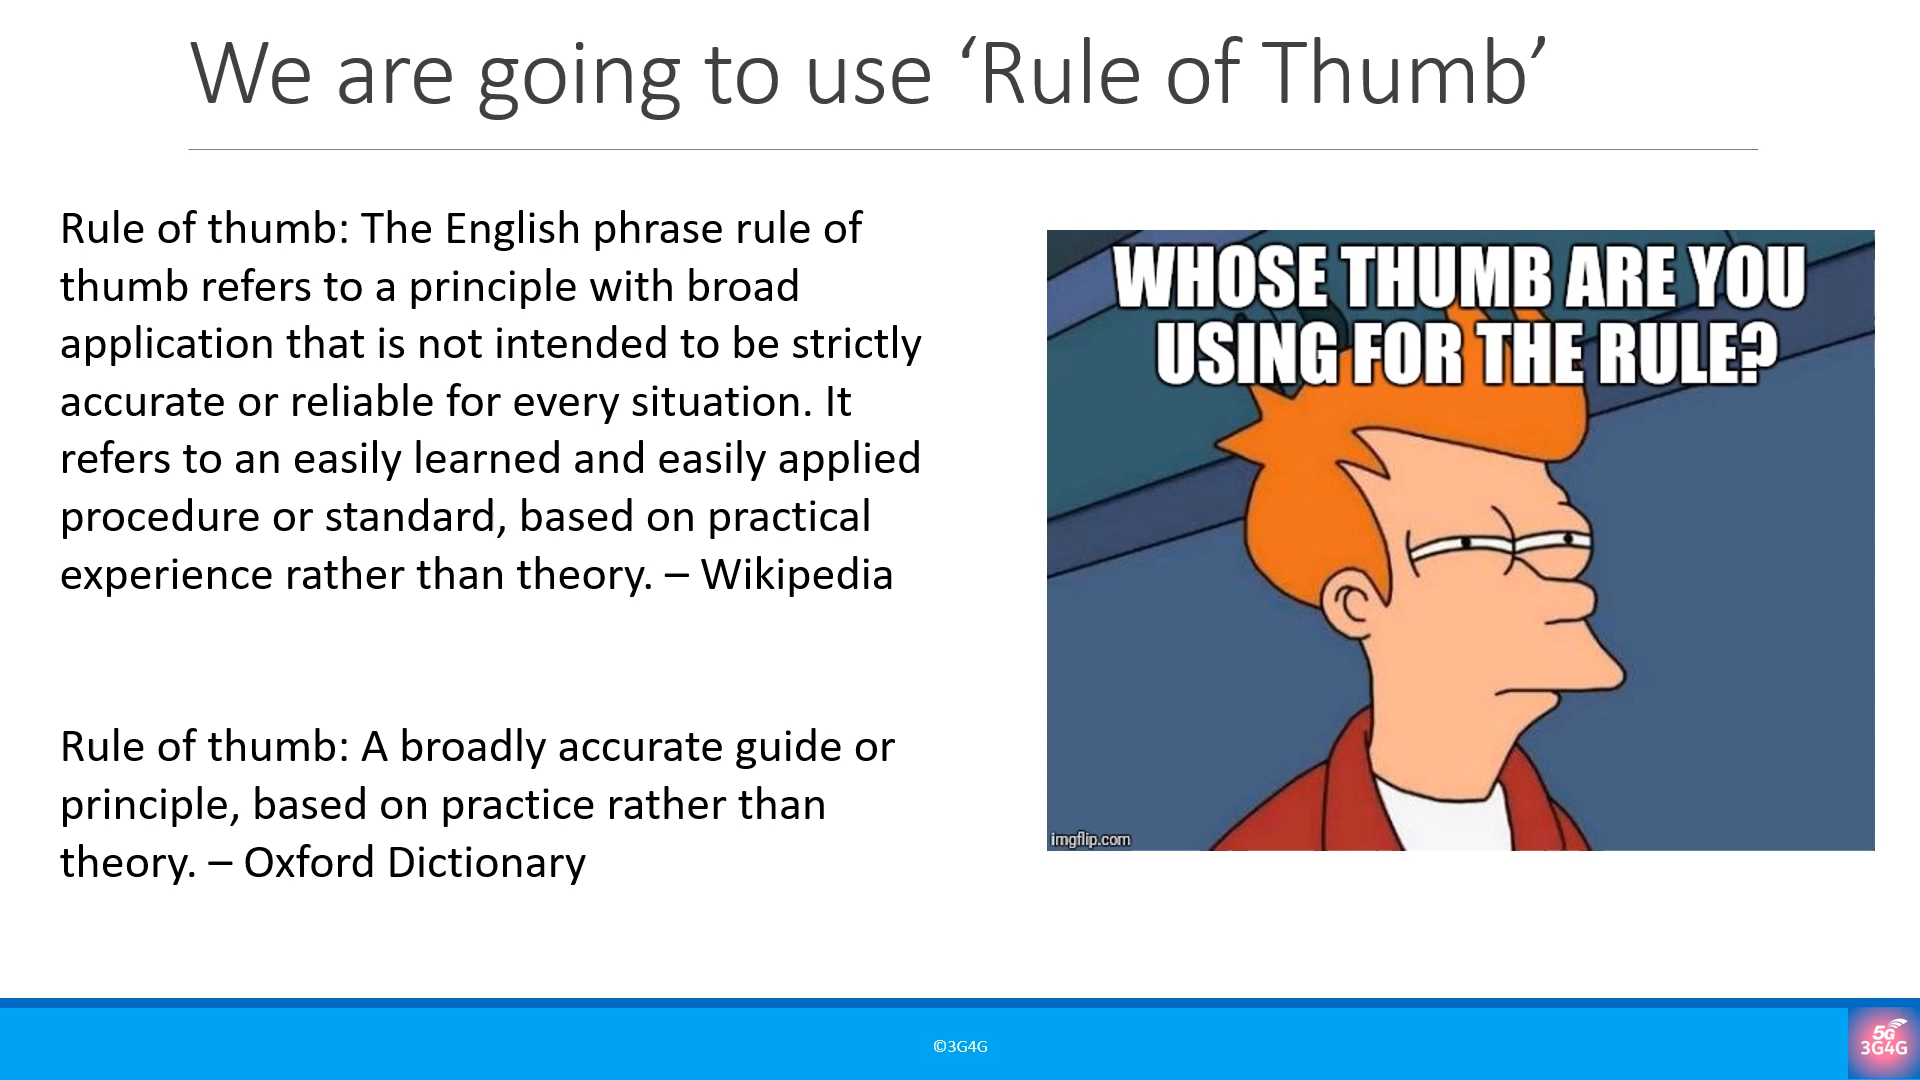 We are going to use ‘Rule of Thumb’
Rule of thumb: The English phrase rule of
thumb refers to a principle with broad
application that is not intended to be strictly
accurate or reliable for every situation. It
refers to an easily learned and easily applied
procedure or standard, based on practical
experience rather than theory. – Wikipedia
Rule of thumb: A broadly accurate guide or
principle, based on practice rather than
theory. – Oxford Dictionary
WHOSE THUMB ARE YOU
USING FOR THE RULE?
imgflip.com
©3G4G
5G
3G4G